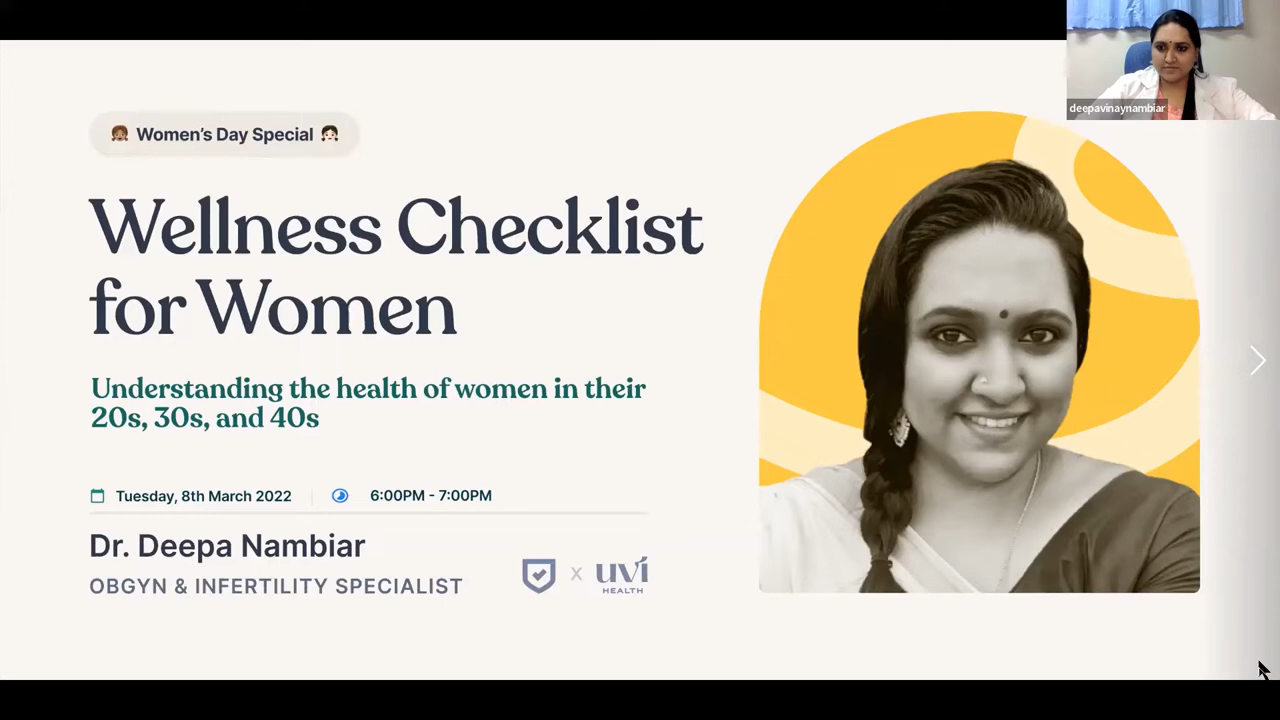 deepavinaynambiar
Women's Day Special
Wellness Checklist
for Women
Understanding the health of women in their
20s, 30s, and 40s
Tuesday, 8th March 2022 6:00PM - 7:00PM
Dr. Deepa Nambiar
OBGYN & INFERTILITY SPECIALIST
X uvi
HEALTH